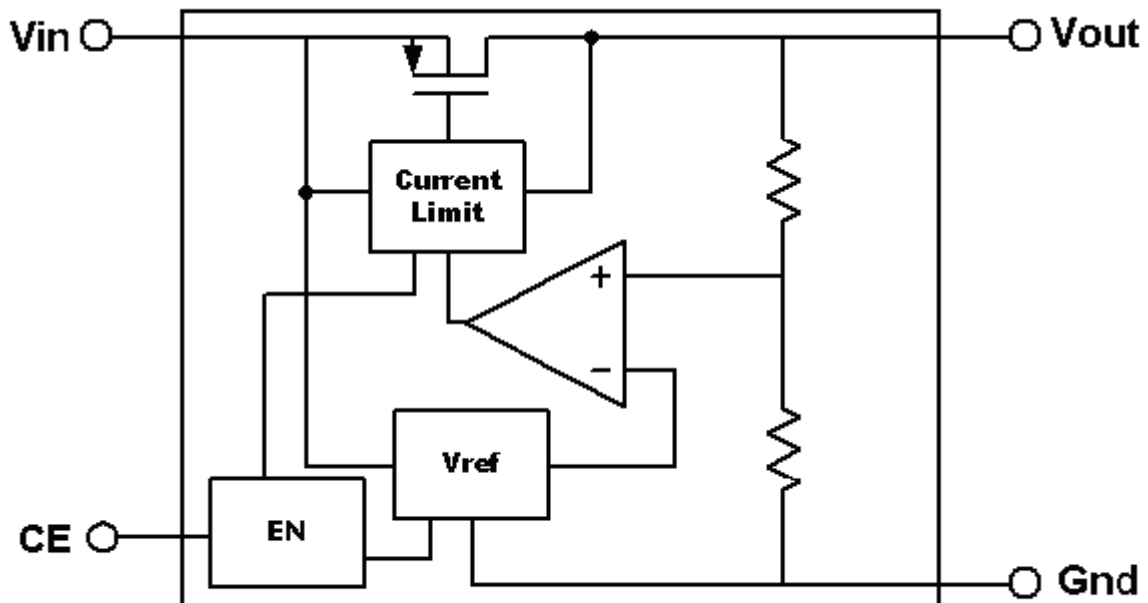 Vin
Vout
Current
Limit
+
−
Vref
CE
EN
Gnd